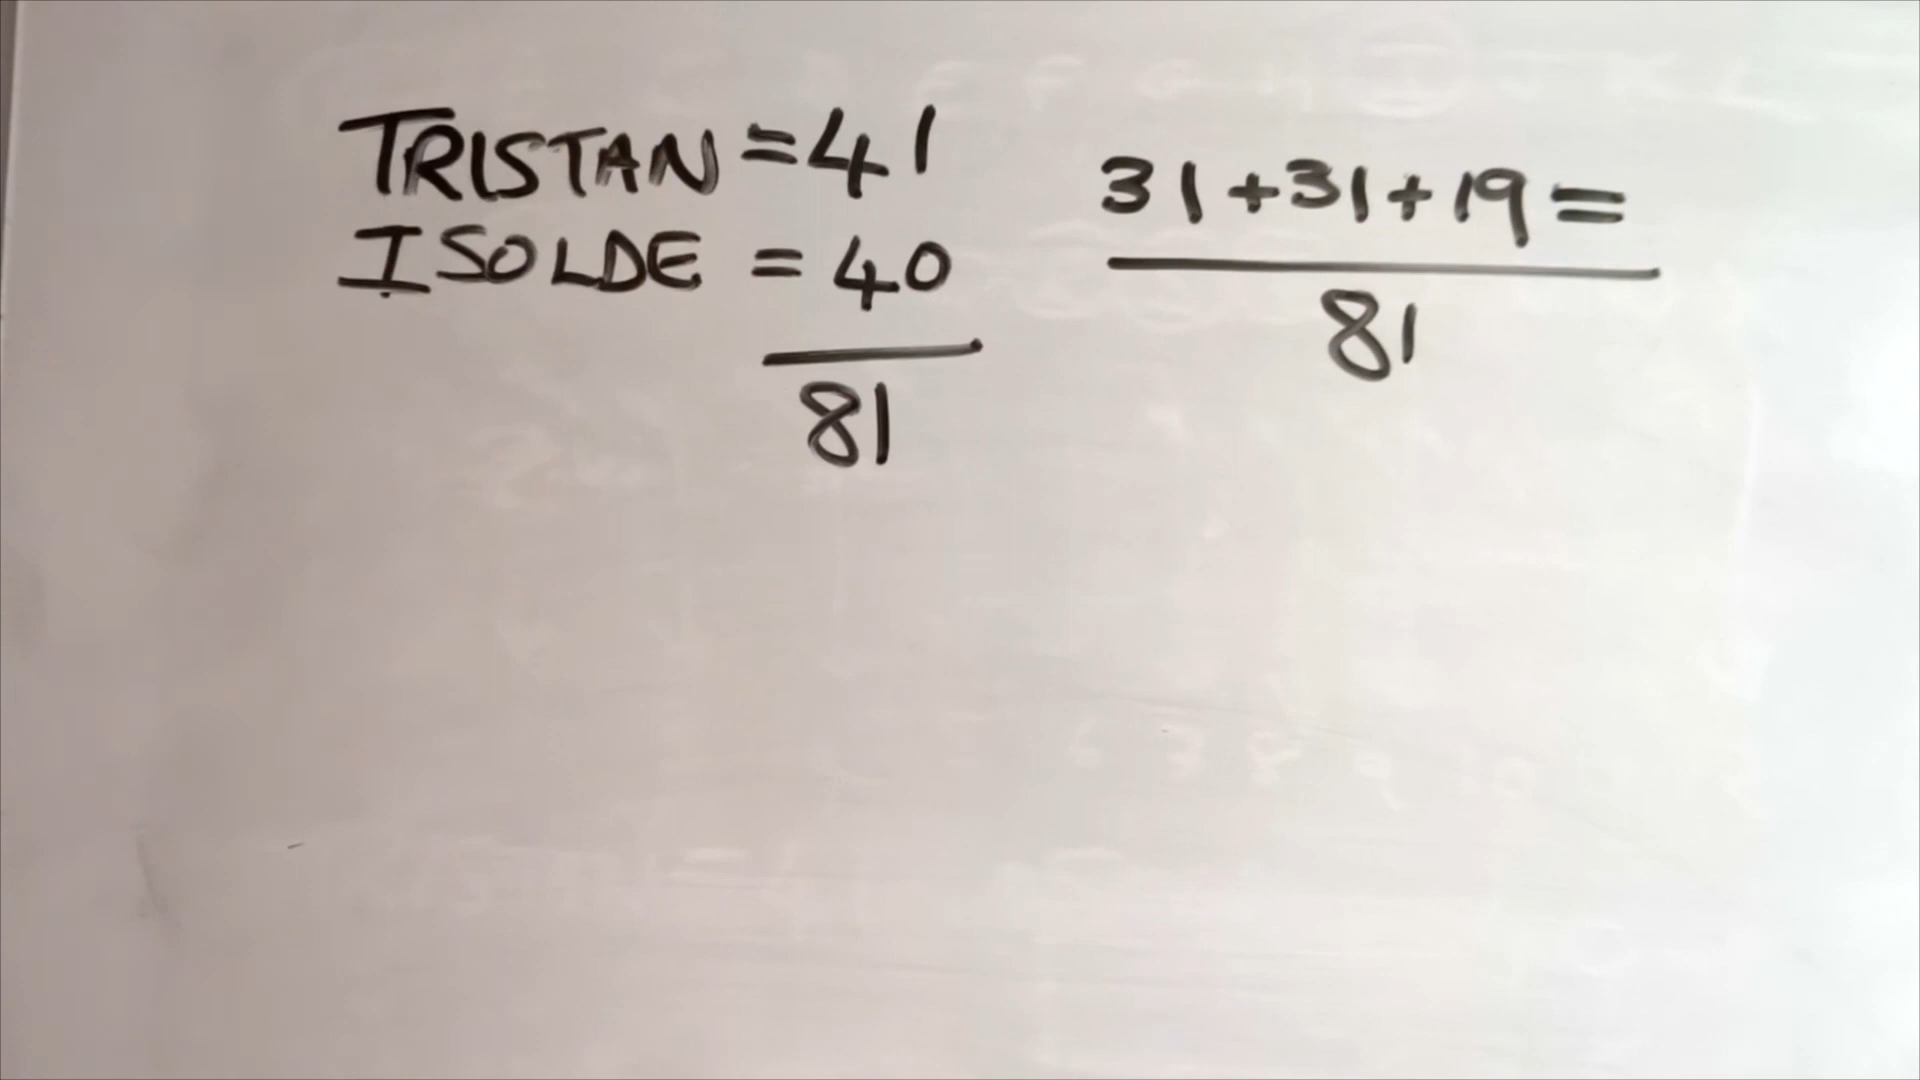 TRISTAN = 41
ISOLDE = 40
81
31+31+19=
81